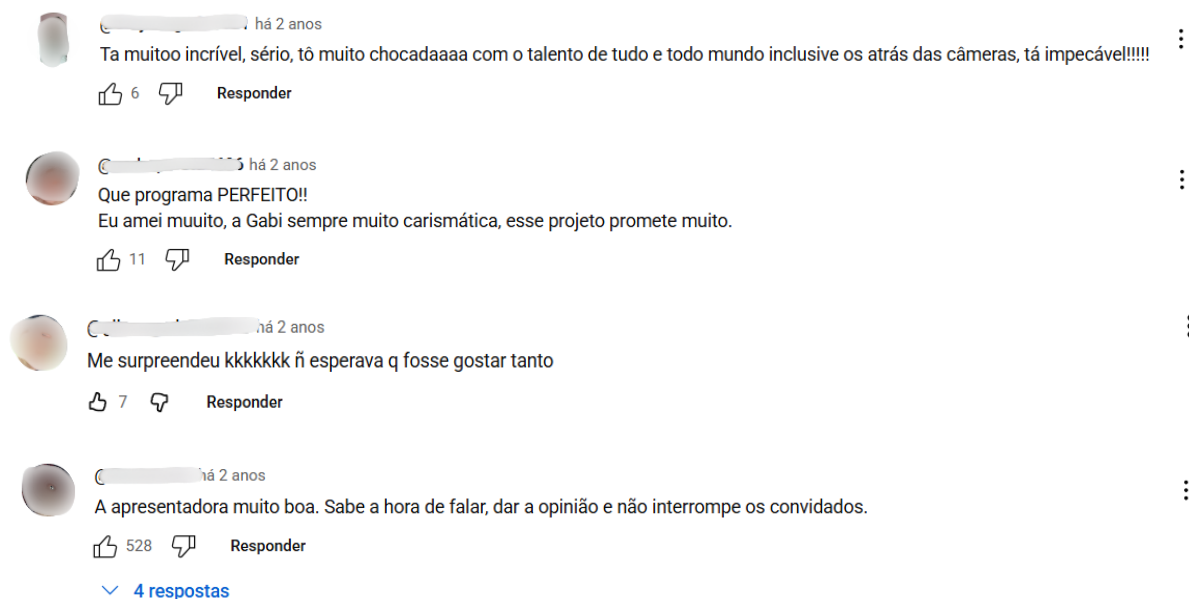 há 2 anos
Ta muitoo incrível, sério, tô muito chocadaaaa com o talento de tudo e todo mundo inclusive os atrás das câmeras, tá impecável!!!!!
6 Responder
há 2 anos
Que programa PERFEITO!!
Eu amei muuito, a Gabi sempre muito carismática, esse projeto promete muito.
11 Responder
há 2 anos
Me surpreendeu kkkkkkk ñ esperava q fosse gostar tanto
7 Responder
há 2 anos
A apresentadora muito boa. Sabe a hora de falar, dar a opinião e não interrompe os convidados.
528 Responder
4 respostas